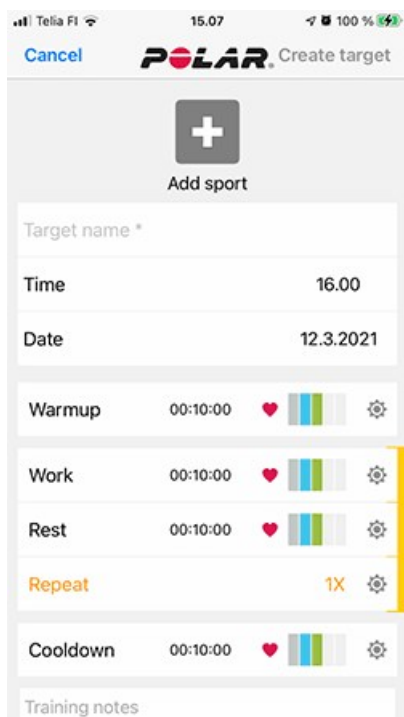 Telia FI 15.07 100 %
Cancel POLAR. Create target
Add sport
Target name *
Time 16.00
Date 12.3.2021
Warmup 00:10:00
Work 00:10:00
Rest 00:10:00
Repeat 1X
Cooldown 00:10:00
Training notes